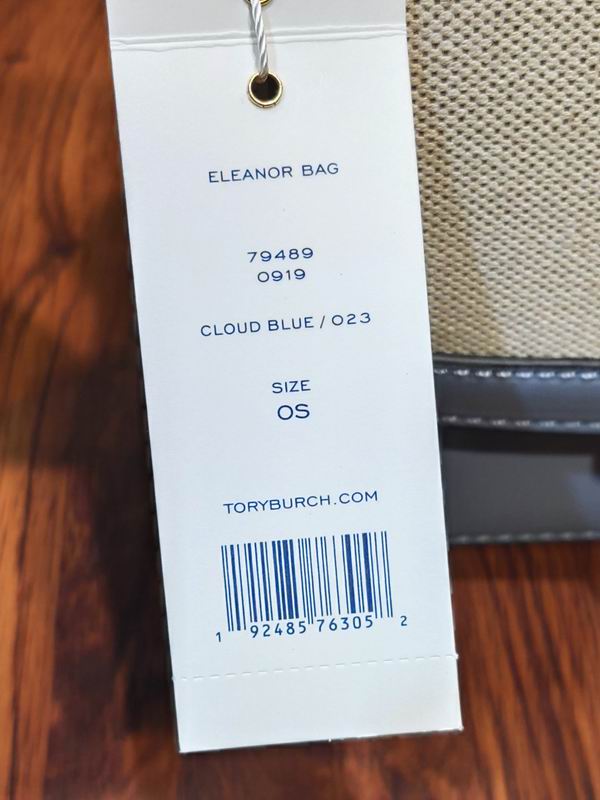 ELEANOR BAG
79489
0919
CLOUD BLUE / 023
SIZE
OS
TORYBURCH.COM
1 92485 76305 2